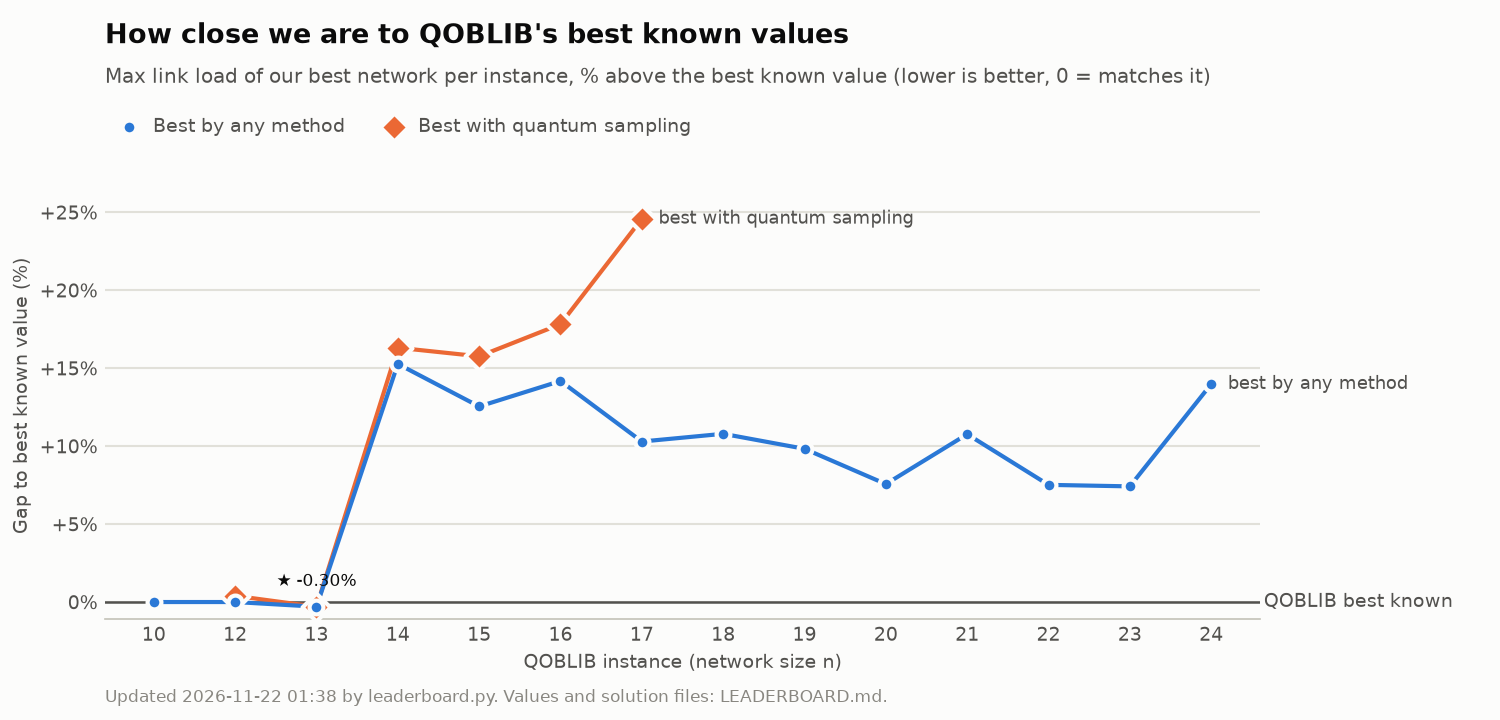 How close we are to QOBLIB's best known values
Max link load of our best network per instance, % above the best known value (lower is better, 0 = matches it)
Best by any method
Best with quantum sampling
+25%
best with quantum sampling
+20%
+15%
best by any method
+10%
+5%
★ -0.30%
0%
QOBLIB best known
Gap to best known value (%)
10 12 13 14 15 16 17 18 19 20 21 22 23 24
QOBLIB instance (network size n)
Updated 2026-11-22 01:38 by leaderboard.py. Values and solution files: LEADERBOARD.md.